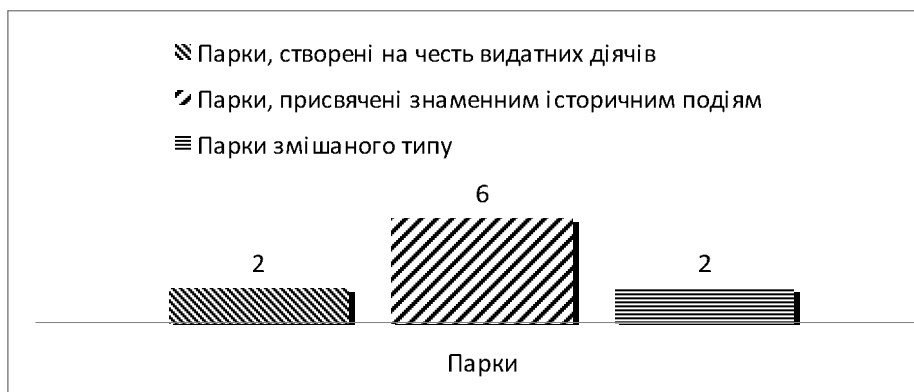 Парки, створені на честь видатних діячів
Парки, присвячені знаменним історичним подіям
Парки змішаного типу
6
2
2
Парки